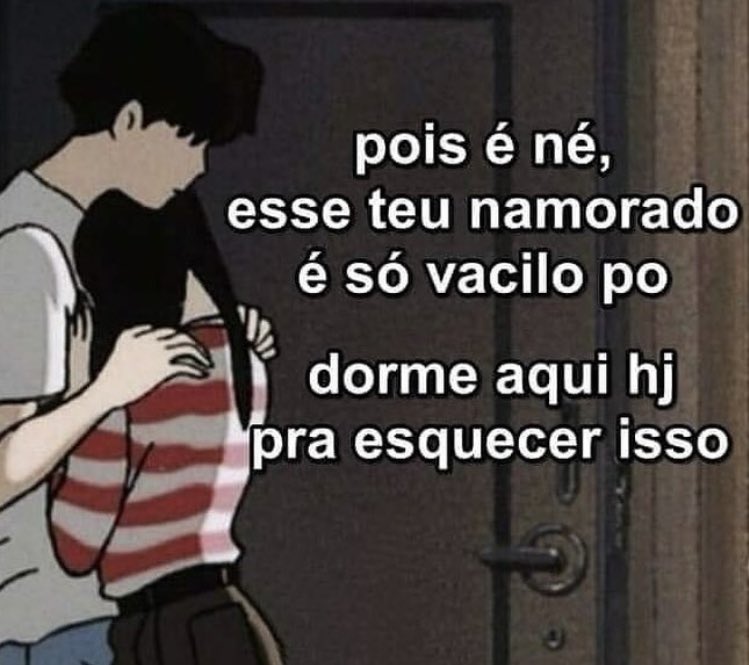 pois é né,
esse teu namorado
é só vacilo po
dorme aqui hj
pra esquecer isso